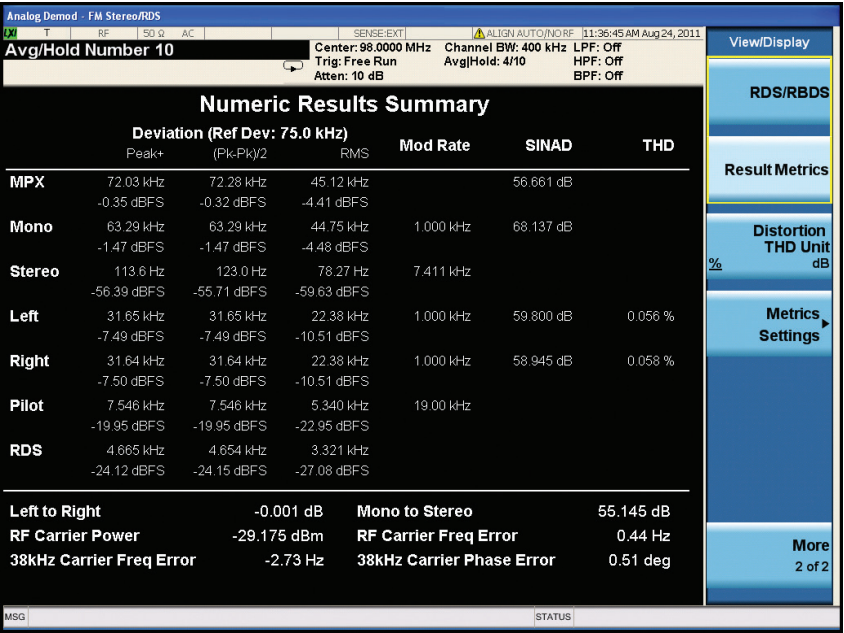 Analog Demod - FM Stereo/RDS
LXI T RF 50 Ω AC SENSE:EXT ALIGN AUTO/NO RF 11:36:45 AM Aug 24, 2011
Avg/Hold Number 10
Center: 98.0000 MHz Channel BW: 400 kHz LPF: Off
Trig: Free Run Avg|Hold: 4/10 HPF: Off
Atten: 10 dB BPF: Off
Numeric Results Summary
Deviation (Ref Dev: 75.0 kHz)
Peak+ (Pk-Pk)/2 RMS Mod Rate SINAD THD
MPX 72.03 kHz 72.28 kHz 45.12 kHz 56.661 dB
-0.35 dBFS -0.32 dBFS -4.41 dBFS
Mono 63.29 kHz 63.29 kHz 44.75 kHz 1.000 kHz 68.137 dB
-1.47 dBFS -1.47 dBFS -4.48 dBFS
Stereo 113.6 Hz 123.0 Hz 78.27 Hz 7.411 kHz
-56.39 dBFS -55.71 dBFS -59.63 dBFS
Left 31.65 kHz 31.65 kHz 22.38 kHz 1.000 kHz 59.800 dB 0.056 %
-7.49 dBFS -7.49 dBFS -10.51 dBFS
Right 31.64 kHz 31.64 kHz 22.38 kHz 1.000 kHz 58.945 dB 0.058 %
-7.50 dBFS -7.50 dBFS -10.51 dBFS
Pilot 7.546 kHz 7.546 kHz 5.340 kHz 19.00 kHz
-19.95 dBFS -19.95 dBFS -22.95 dBFS
RDS 4.665 kHz 4.654 kHz 3.321 kHz
-24.12 dBFS -24.15 dBFS -27.08 dBFS
Left to Right -0.001 dB Mono to Stereo 55.145 dB
RF Carrier Power -29.175 dBm RF Carrier Freq Error 0.44 Hz
38kHz Carrier Freq Error -2.73 Hz 38kHz Carrier Phase Error 0.51 deg
MSG STATUS
View/Display
RDS/RBDS
Result Metrics
Distortion
THD Unit
% dB
Metrics
Settings
More
2 of 2